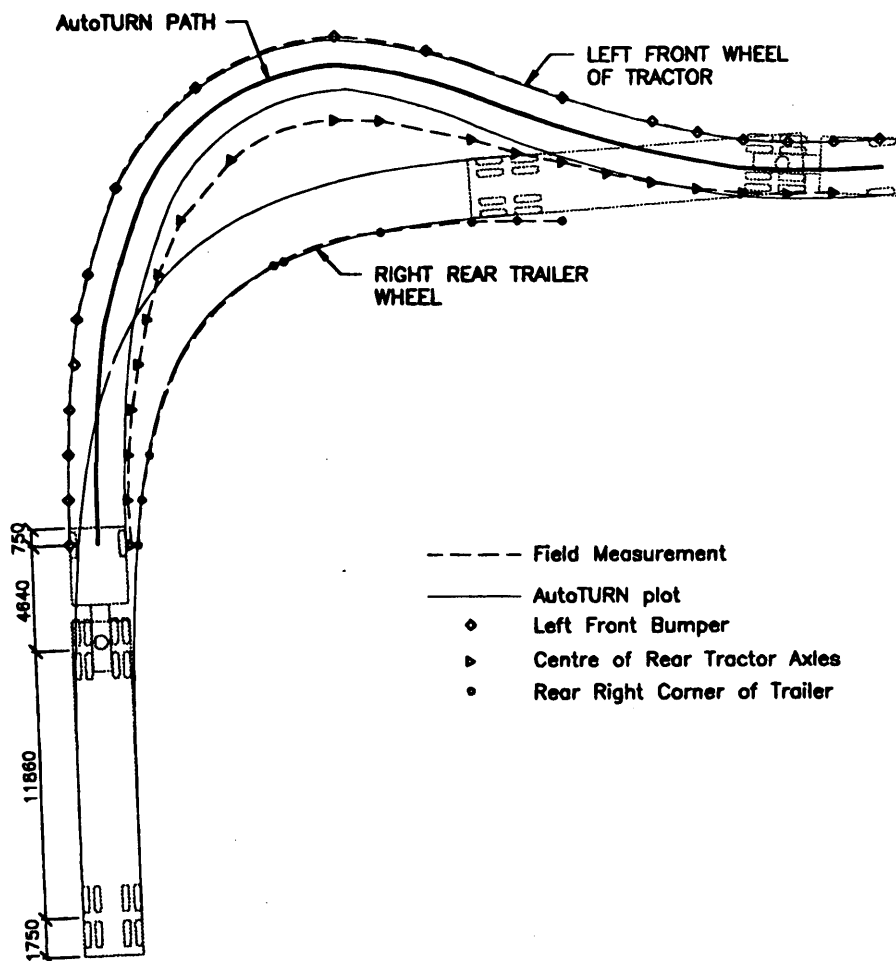 AutoTURN PATH
LEFT FRONT WHEEL
OF TRACTOR
RIGHT REAR TRAILER
WHEEL
750
4640
11860
1750
Field Measurement
AutoTURN plot
Left Front Bumper
Centre of Rear Tractor Axles
Rear Right Corner of Trailer